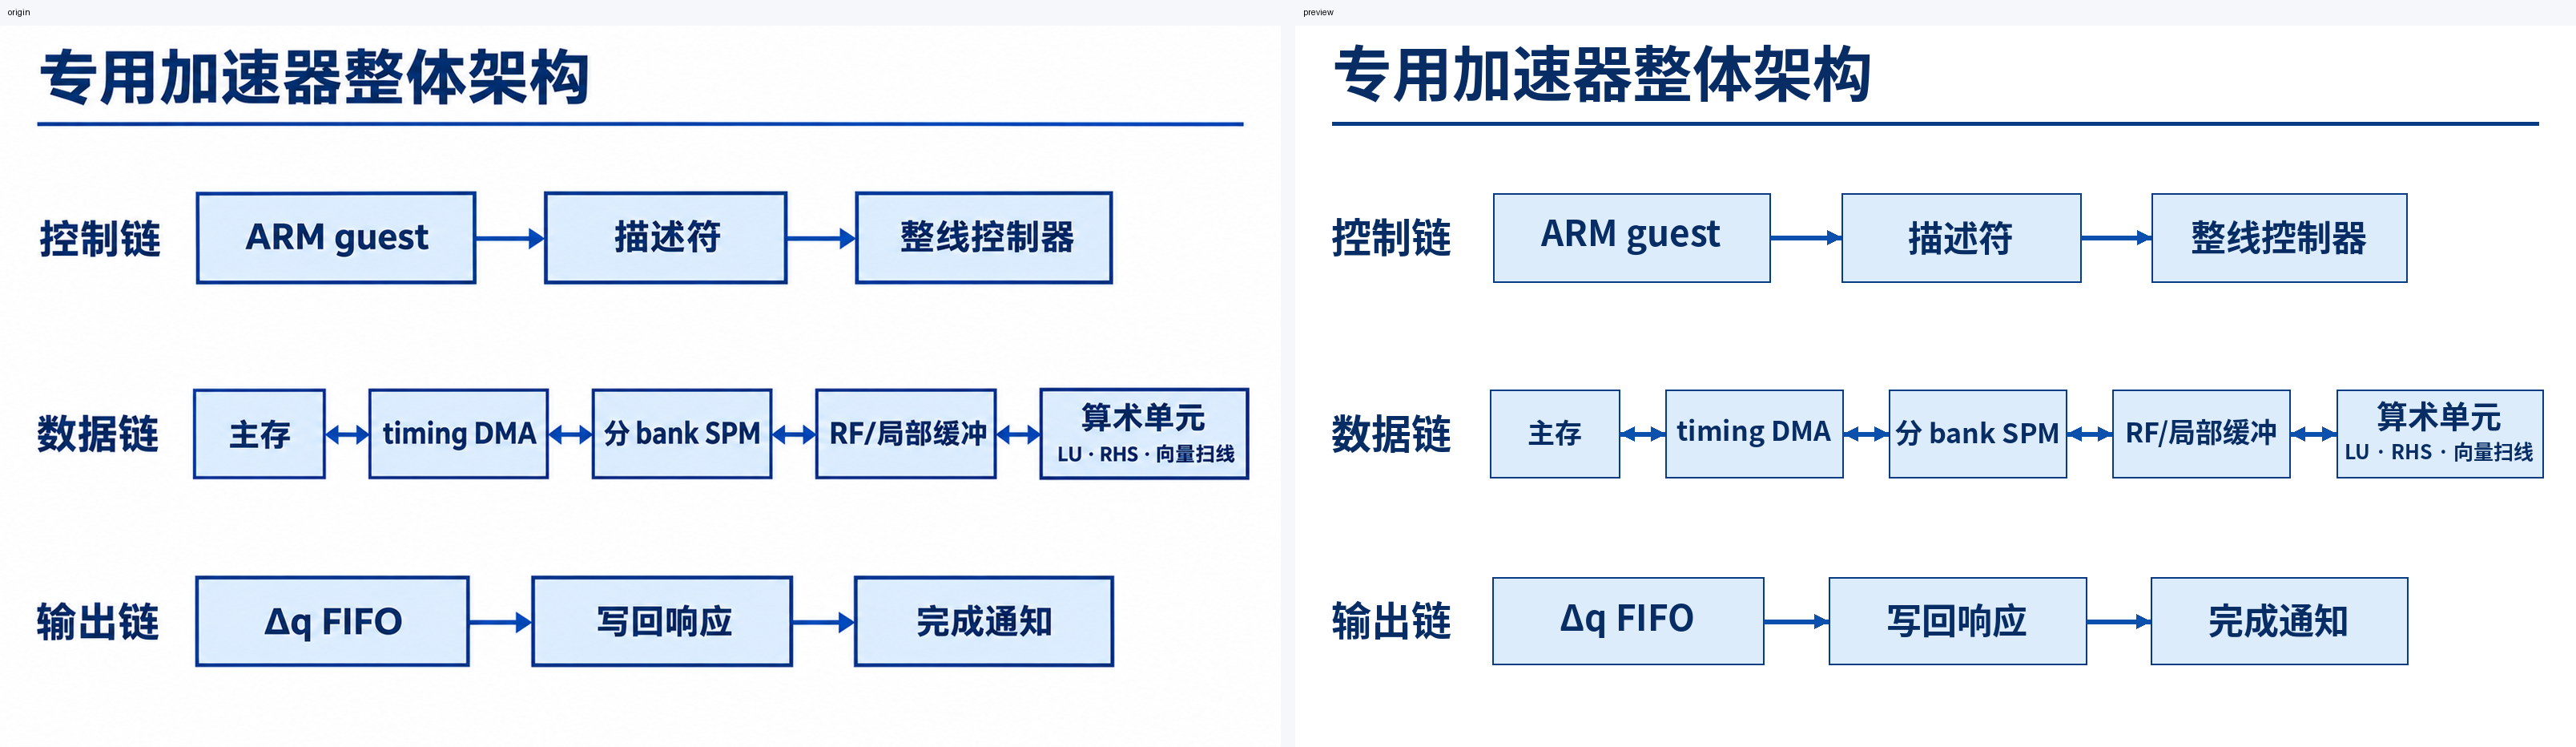 origin
专用加速器整体架构
控制链
ARM guest
描述符
整线控制器
数据链
主存
timing DMA
分 bank SPM
RF/局部缓冲
算术单元
LU · RHS · 向量扫线
输出链
Δq FIFO
写回响应
完成通知
preview
专用加速器整体架构
控制链
ARM guest
描述符
整线控制器
数据链
主存
timing DMA
分 bank SPM
RF/局部缓冲
算术单元
LU · RHS · 向量扫线
输出链
Δq FIFO
写回响应
完成通知